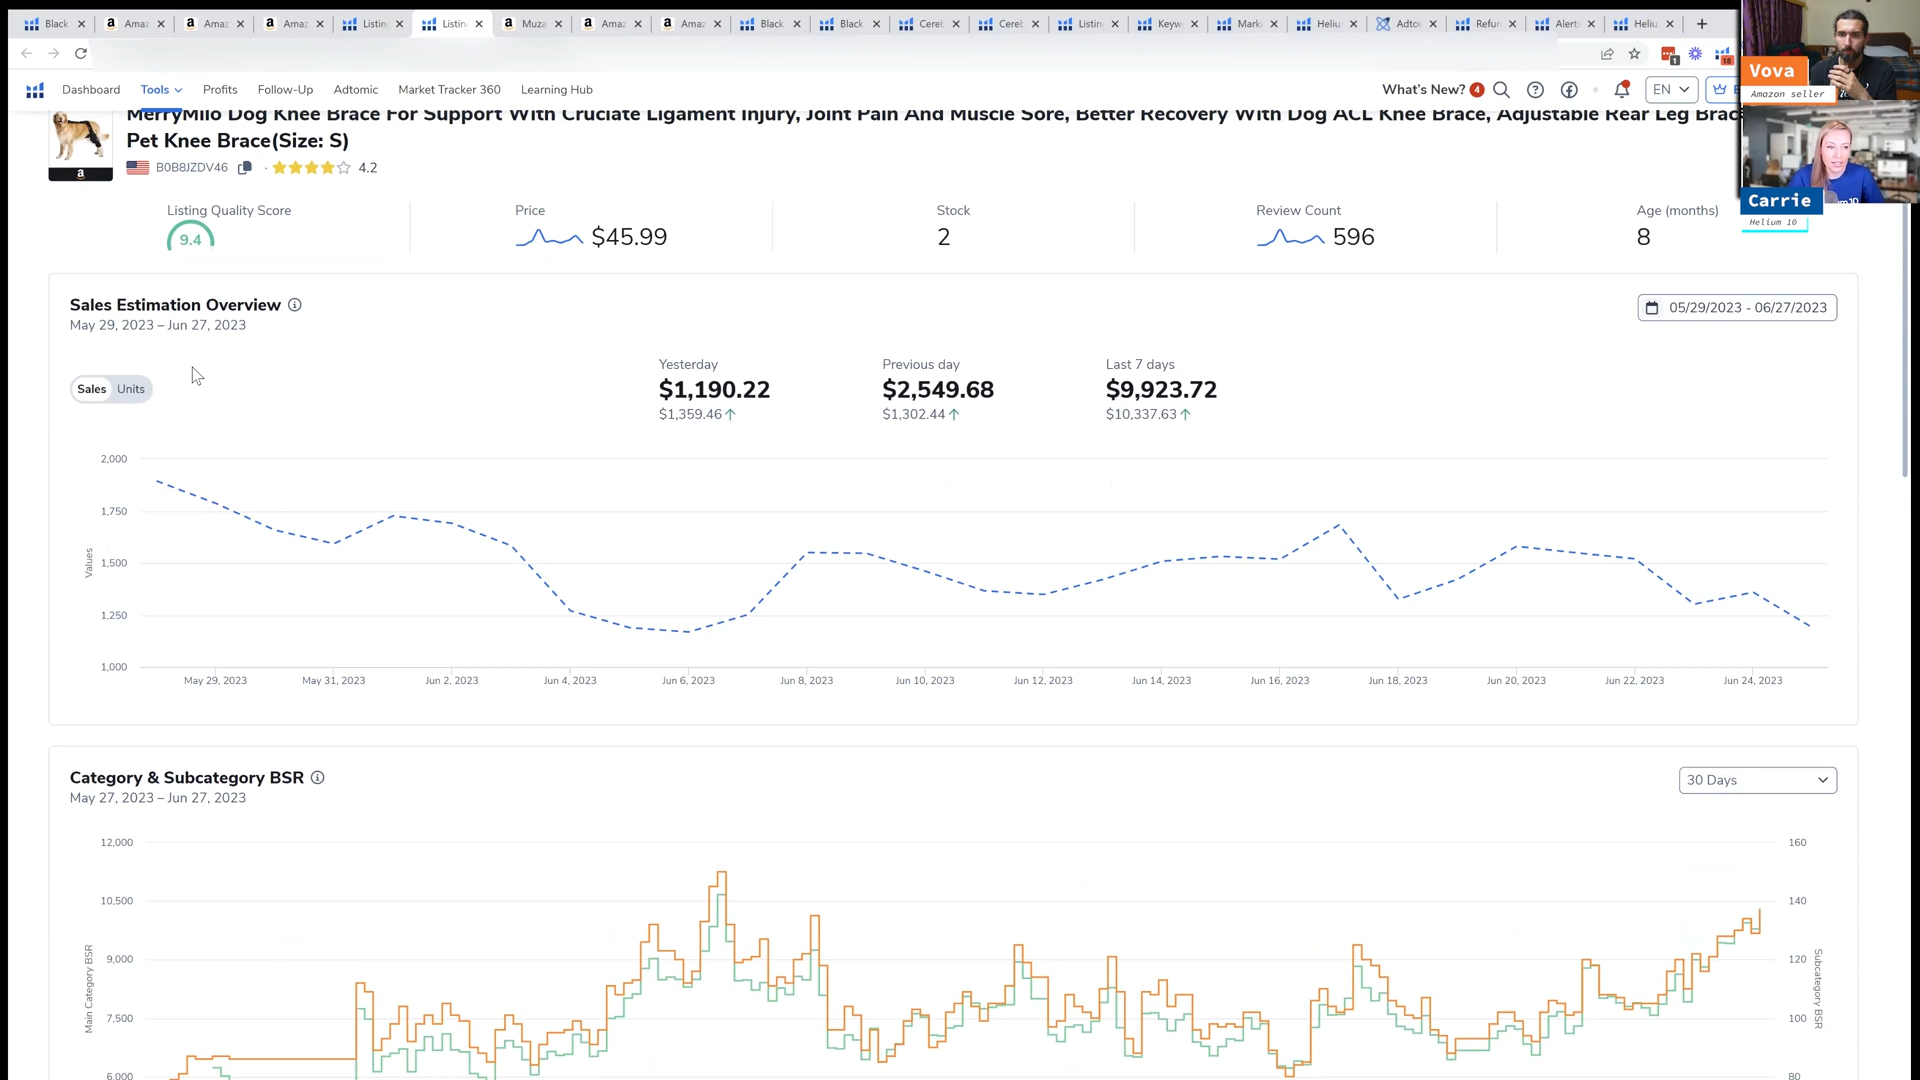 Black
Amaz
Amaz
Amaz
Listin
Listin
Muza
Amaz
Amaz
Black
Black
Cereb
Cereb
Listin
Keyw
Mark
Heliu
Adto
Refun
Alert
Heliu
Dashboard
Tools
Profits
Follow-Up
Adtomic
Market Tracker 360
Learning Hub
What's New? 4
EN
Vova
Amazon seller
Carrie
Helium 10
MerryMilo Dog Knee Brace For Support With Cruciate Ligament Injury, Joint Pain And Muscle Sore, Better Recovery With Dog ACL Knee Brace, Adjustable Rear Leg Brace
Pet Knee Brace(Size: S)
B0B8JZDV46 · 4.2
Listing Quality Score
9.4
Price
$45.99
Stock
2
Review Count
596
Age (months)
8
Sales Estimation Overview
May 29, 2023 – Jun 27, 2023
05/29/2023 - 06/27/2023
Sales Units
Yesterday
$1,190.22
$1,359.46
Previous day
$2,549.68
$1,302.44
Last 7 days
$9,923.72
$10,337.63
2,000
1,750
1,500
1,250
1,000
Values
May 29, 2023
May 31, 2023
Jun 2, 2023
Jun 4, 2023
Jun 6, 2023
Jun 8, 2023
Jun 10, 2023
Jun 12, 2023
Jun 14, 2023
Jun 16, 2023
Jun 18, 2023
Jun 20, 2023
Jun 22, 2023
Jun 24, 2023
Category & Subcategory BSR
May 27, 2023 – Jun 27, 2023
30 Days
12,000
10,500
9,000
7,500
6,000
Main Category BSR
160
140
120
100
80
Subcategory BSR